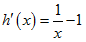 h′(x) = 1/x − 1